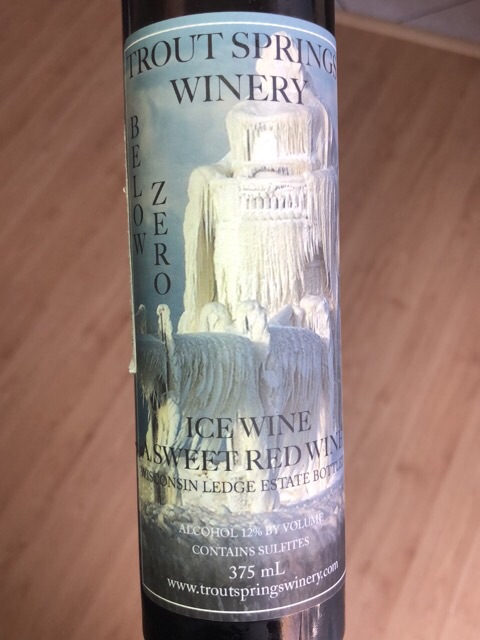 TROUT SPRINGS
WINERY
BELOW
ZERO
ICE WINE
A SWEET RED WINE
WISCONSIN LEDGE ESTATE
ALCOHOL 12% BY VOLUME
CONTAINS SULFITES
375 mL
www.troutspringswinery.com